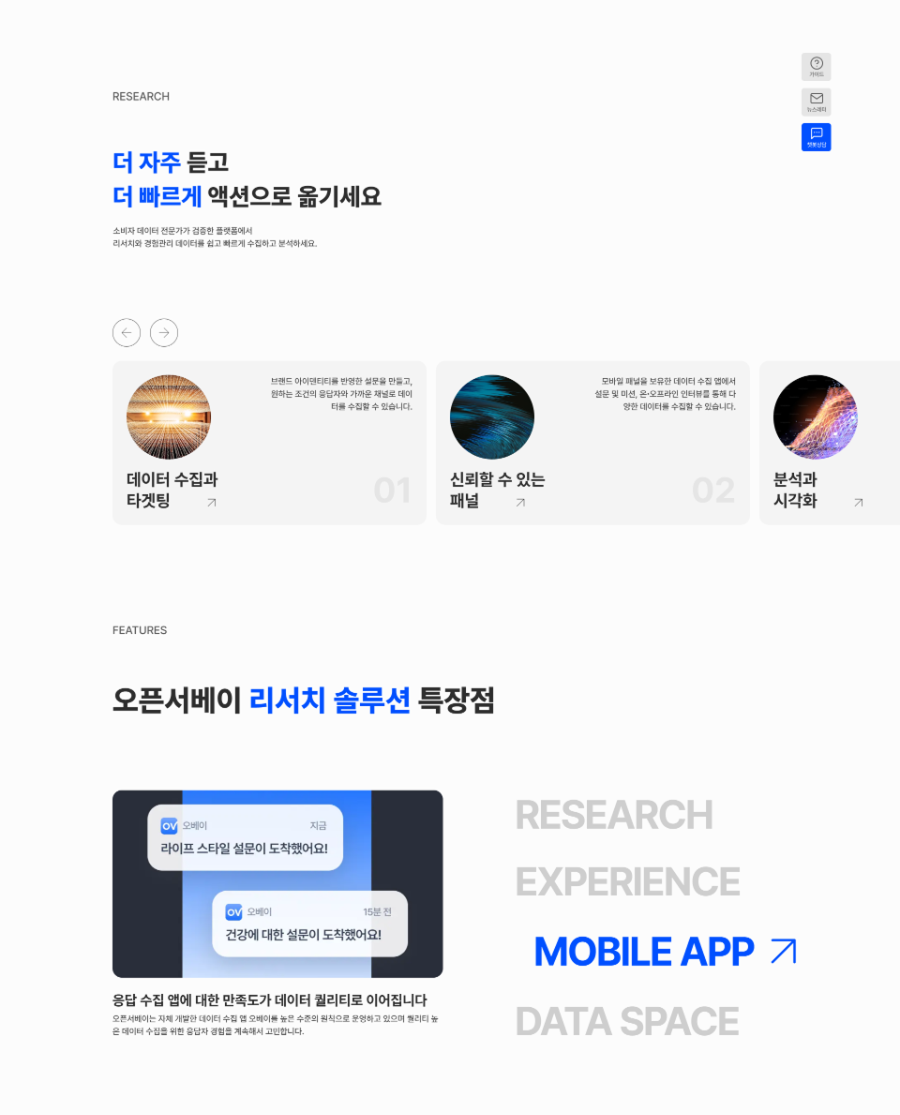 가이드
뉴스레터
챗봇상담
RESEARCH
더 자주 듣고
더 빠르게 액션으로 옮기세요
소비자 데이터 전문가가 검증한 플랫폼에서
리서치와 경험관리 데이터를 쉽고 빠르게 수집하고 분석하세요.
브랜드 아이덴티티를 반영한 설문을 만들고,
원하는 조건의 응답자와 가까운 채널로 데이
터를 수집할 수 있습니다.
데이터 수집과
타겟팅
01
모바일 패널을 보유한 데이터 수집 앱에서
설문 및 미션, 온·오프라인 인터뷰를 통해 다
양한 데이터를 수집할 수 있습니다.
신뢰할 수 있는
패널
02
분석과
시각화
FEATURES
오픈서베이 리서치 솔루션 특장점
OV 오베이 지금
라이프 스타일 설문이 도착했어요!
OV 오베이 15분 전
건강에 대한 설문이 도착했어요!
응답 수집 앱에 대한 만족도가 데이터 퀄리티로 이어집니다
오픈서베이는 자체 개발한 데이터 수집 앱 오베이를 높은 수준의 원칙으로 운영하고 있으며 퀄리티 높
은 데이터 수집을 위한 응답자 경험을 계속해서 고민합니다.
RESEARCH
EXPERIENCE
MOBILE APP
DATA SPACE